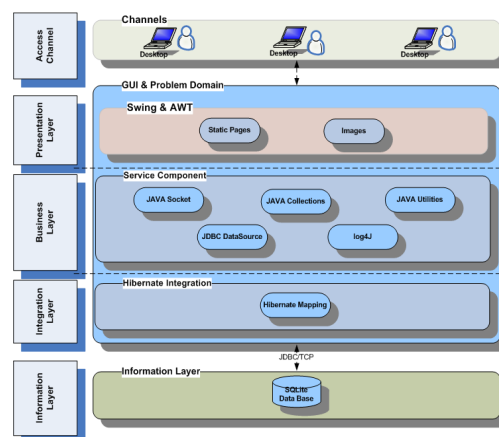 Access
Channel
Channels
Desktop
Desktop
Desktop
GUI & Problem Domain
Presentation
Layer
Swing & AWT
Static Pages
Images
Business
Layer
Service Component
JAVA Socket
JAVA Collections
JAVA Utilities
JDBC DataSource
log4J
Integration
Layer
Hibernate Integration
Hibernate Mapping
JDBC/TCP
Information
Layer
Information Layer
SQLite
Data Base